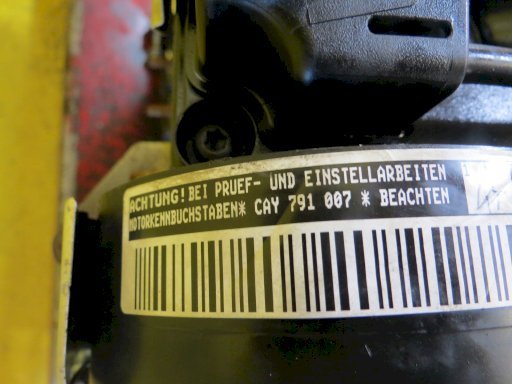 ACHTUNG! BEI PRUEF- UND EINSTELLARBEITEN
MOTORKENNBUCHSTABEN* CAY 791 007 * BEACHTEN